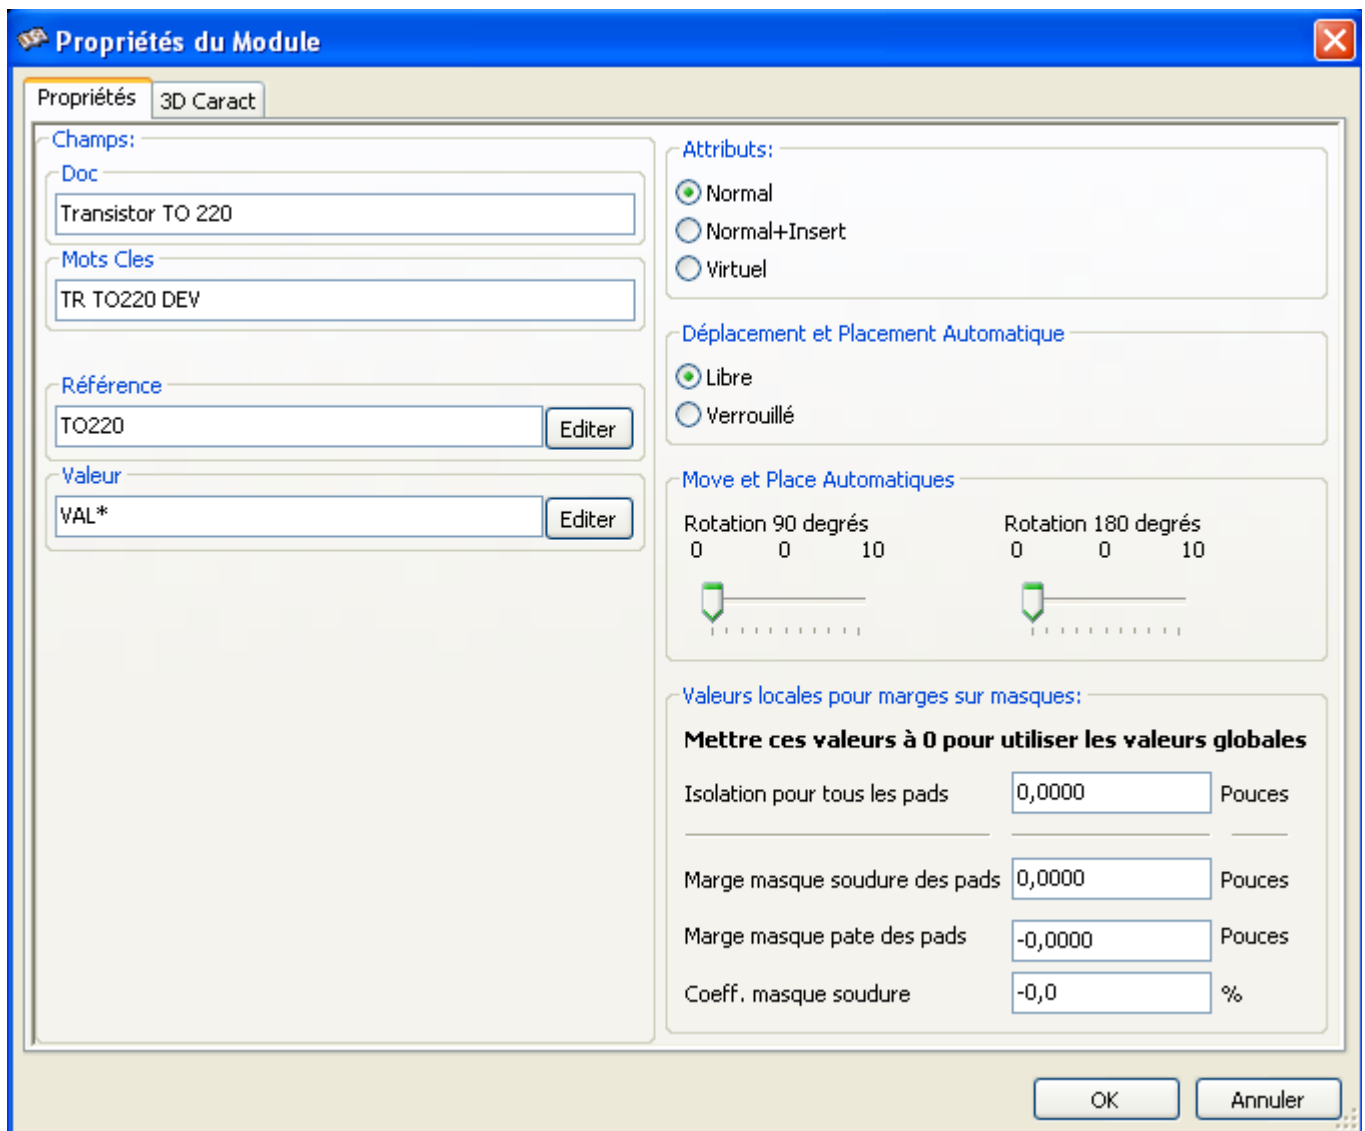 Propriétés du Module
Propriétés
3D Caract
Champs:
Doc
Transistor TO 220
Mots Cles
TR TO220 DEV
Référence
TO220
Editer
Valeur
VAL*
Editer
Attributs:
Normal
Normal+Insert
Virtuel
Déplacement et Placement Automatique
Libre
Verrouillé
Move et Place Automatiques
Rotation 90 degrés
0 0 10
Rotation 180 degrés
0 0 10
Valeurs locales pour marges sur masques:
Mettre ces valeurs à 0 pour utiliser les valeurs globales
Isolation pour tous les pads 0,0000 Pouces
Marge masque soudure des pads 0,0000 Pouces
Marge masque pate des pads -0,0000 Pouces
Coeff. masque soudure -0,0 %
OK
Annuler